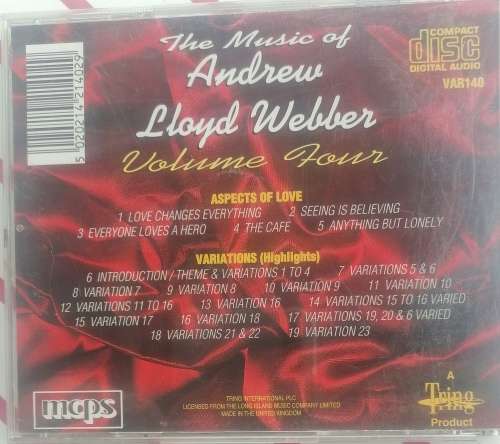 The Music of
Andrew
Lloyd Webber
Volume Four
COMPACT
disc
DIGITAL AUDIO
VAR140
5 020214 214029
ASPECTS OF LOVE
1 LOVE CHANGES EVERYTHING 2 SEEING IS BELIEVING
3 EVERYONE LOVES A HERO 4 THE CAFE 5 ANYTHING BUT LONELY
VARIATIONS (Highlights)
6 INTRODUCTION / THEME & VARIATIONS 1 TO 4 7 VARIATIONS 5 & 6
8 VARIATION 7 9 VARIATION 8 10 VARIATION 9 11 VARIATION 10
12 VARIATIONS 11 TO 16 13 VARIATION 16 14 VARIATIONS 15 TO 16 VARIED
15 VARIATION 17 16 VARIATION 18 17 VARIATIONS 19, 20 & 6 VARIED
18 VARIATIONS 21 & 22 19 VARIATION 23
mcps
TRING INTERNATIONAL PLC
LICENSED FROM THE LONG ISLAND MUSIC COMPANY LIMITED
MADE IN THE UNITED KINGDOM
A
Tring
Product